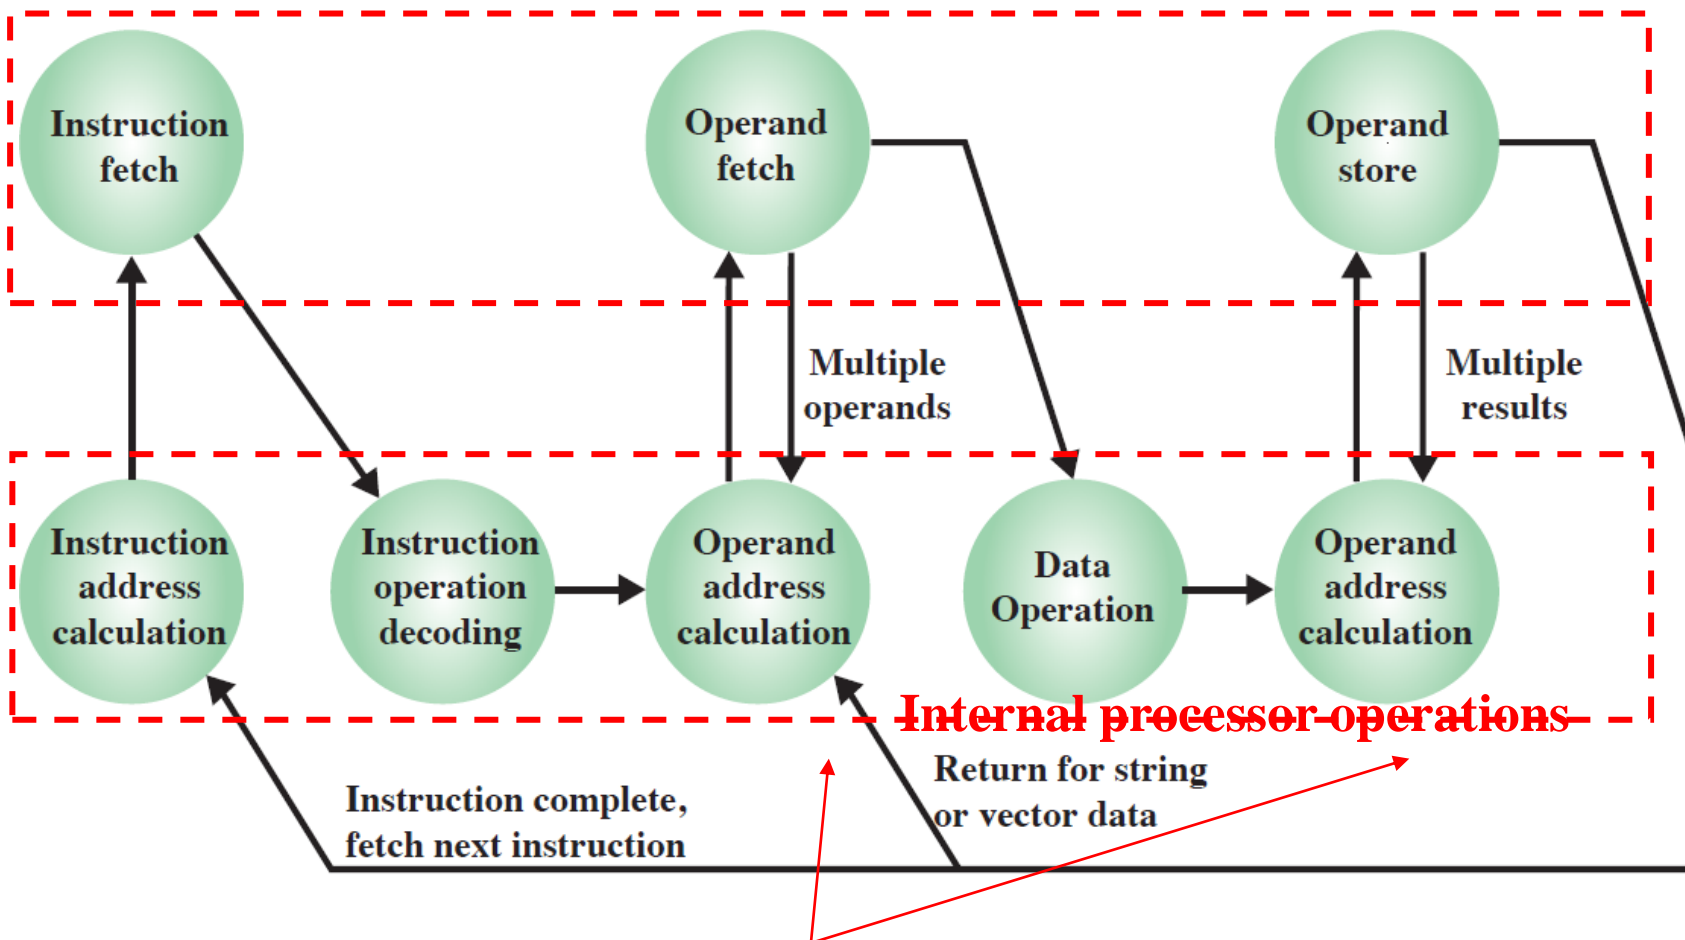 Instruction
fetch
Operand
fetch
Operand
store
Multiple
operands
Multiple
results
Instruction
address
calculation
Instruction
operation
decoding
Operand
address
calculation
Data
Operation
Operand
address
calculation
Internal processor operations
Instruction complete,
fetch next instruction
Return for string
or vector data